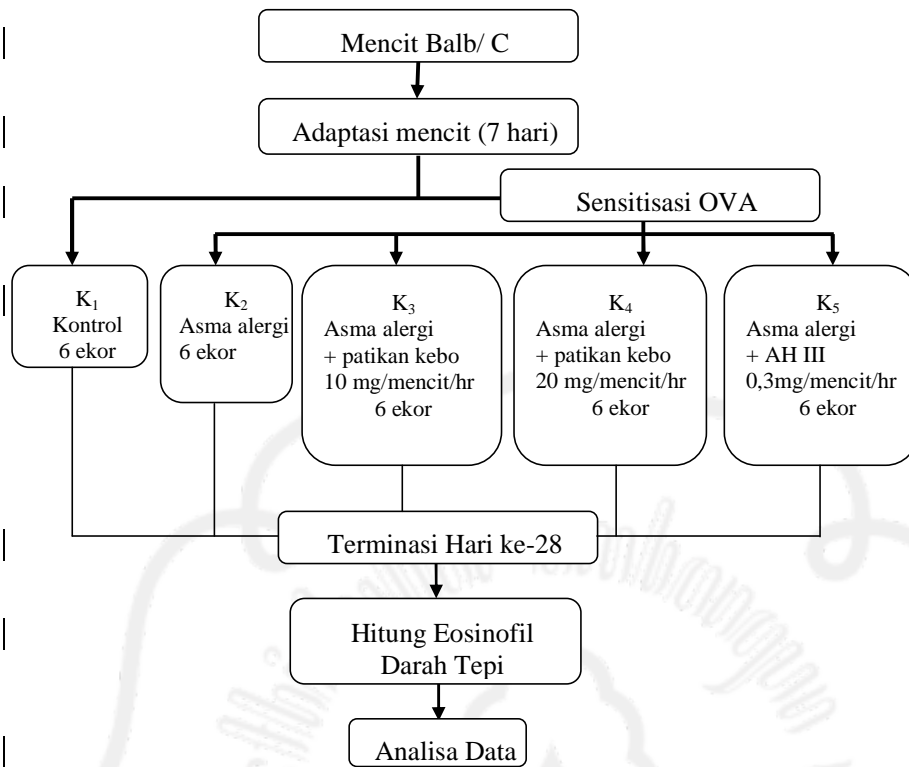 Mencit Balb/ C
Adaptasi mencit (7 hari)
Sensitisasi OVA
K₁
Kontrol
6 ekor
K₂
Asma alergi
6 ekor
K₃
Asma alergi
+ patikan kebo
10 mg/mencit/hr
6 ekor
K₄
Asma alergi
+ patikan kebo
20 mg/mencit/hr
6 ekor
K₅
Asma alergi
+ AH III
0,3mg/mencit/hr
6 ekor
Terminasi Hari ke-28
Hitung Eosinofil
Darah Tepi
Analisa Data